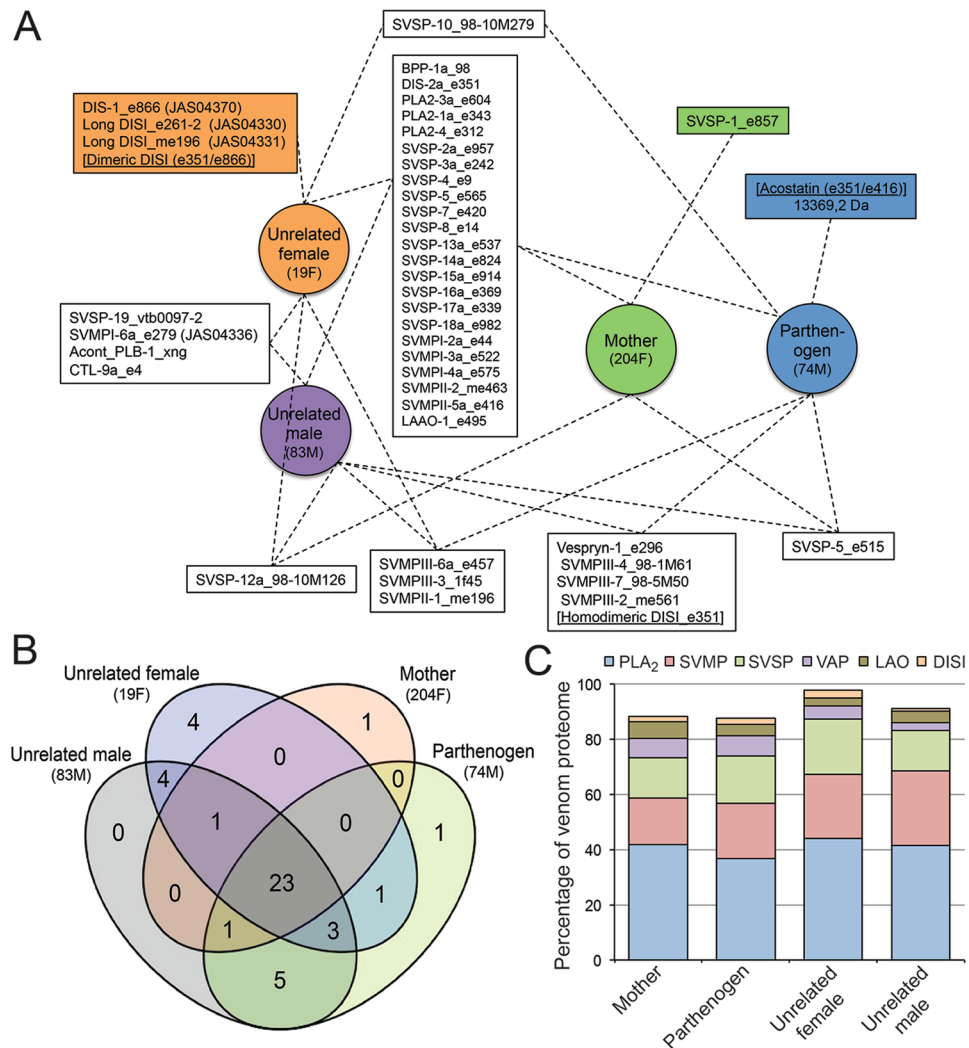 A
SVSP-10_98-10M279
BPP-1a_98
DIS-2a_e351
PLA2-3a_e604
PLA2-1a_e343
PLA2-4_e312
SVSP-2a_e957
SVSP-3a_e242
SVSP-4_e9
SVSP-5_e565
SVSP-7_e420
SVSP-8_e14
SVSP-13a_e537
SVSP-14a_e824
SVSP-15a_e914
SVSP-16a_e369
SVSP-17a_e339
SVSP-18a_e982
SVMPI-2a_e44
SVMPI-3a_e522
SVMPI-4a_e575
SVMPII-2_me463
SVMPII-5a_e416
LAAO-1_e495
DIS-1_e866 (JAS04370)
Long DISI_e261-2 (JAS04330)
Long DISI_me196 (JAS04331)
[Dimeric DISI (e351/e866)]
SVSP-1_e857
[Acostatin (e351/e416)]
13369,2 Da
Unrelated
female
(19F)
SVSP-19_vtb0097-2
SVMPI-6a_e279 (JAS04336)
Acont_PLB-1_xng
CTL-9a_e4
Mother
(204F)
Parthen-
ogen
(74M)
Unrelated
male
(83M)
SVSP-12a_98-10M126
SVMPIII-6a_e457
SVMPIII-3_1f45
SVMPII-1_me196
Vespryn-1_e296
SVMPIII-4_98-1M61
SVMPIII-7_98-5M50
SVMPIII-2_me561
[Homodimeric DISI_e351]
SVSP-5_e515
B
Unrelated female
(19F)
Mother
(204F)
Unrelated male
(83M)
Parthenogen
(74M)
4
1
0
4
0
0
1
0
1
0
23
0
1
1
3
5
C
PLA2 SVMP SVSP VAP LAO DISI
Percentage of venom proteome
100
80
60
40
20
0
Mother
Parthenogen
Unrelated
female
Unrelated
male